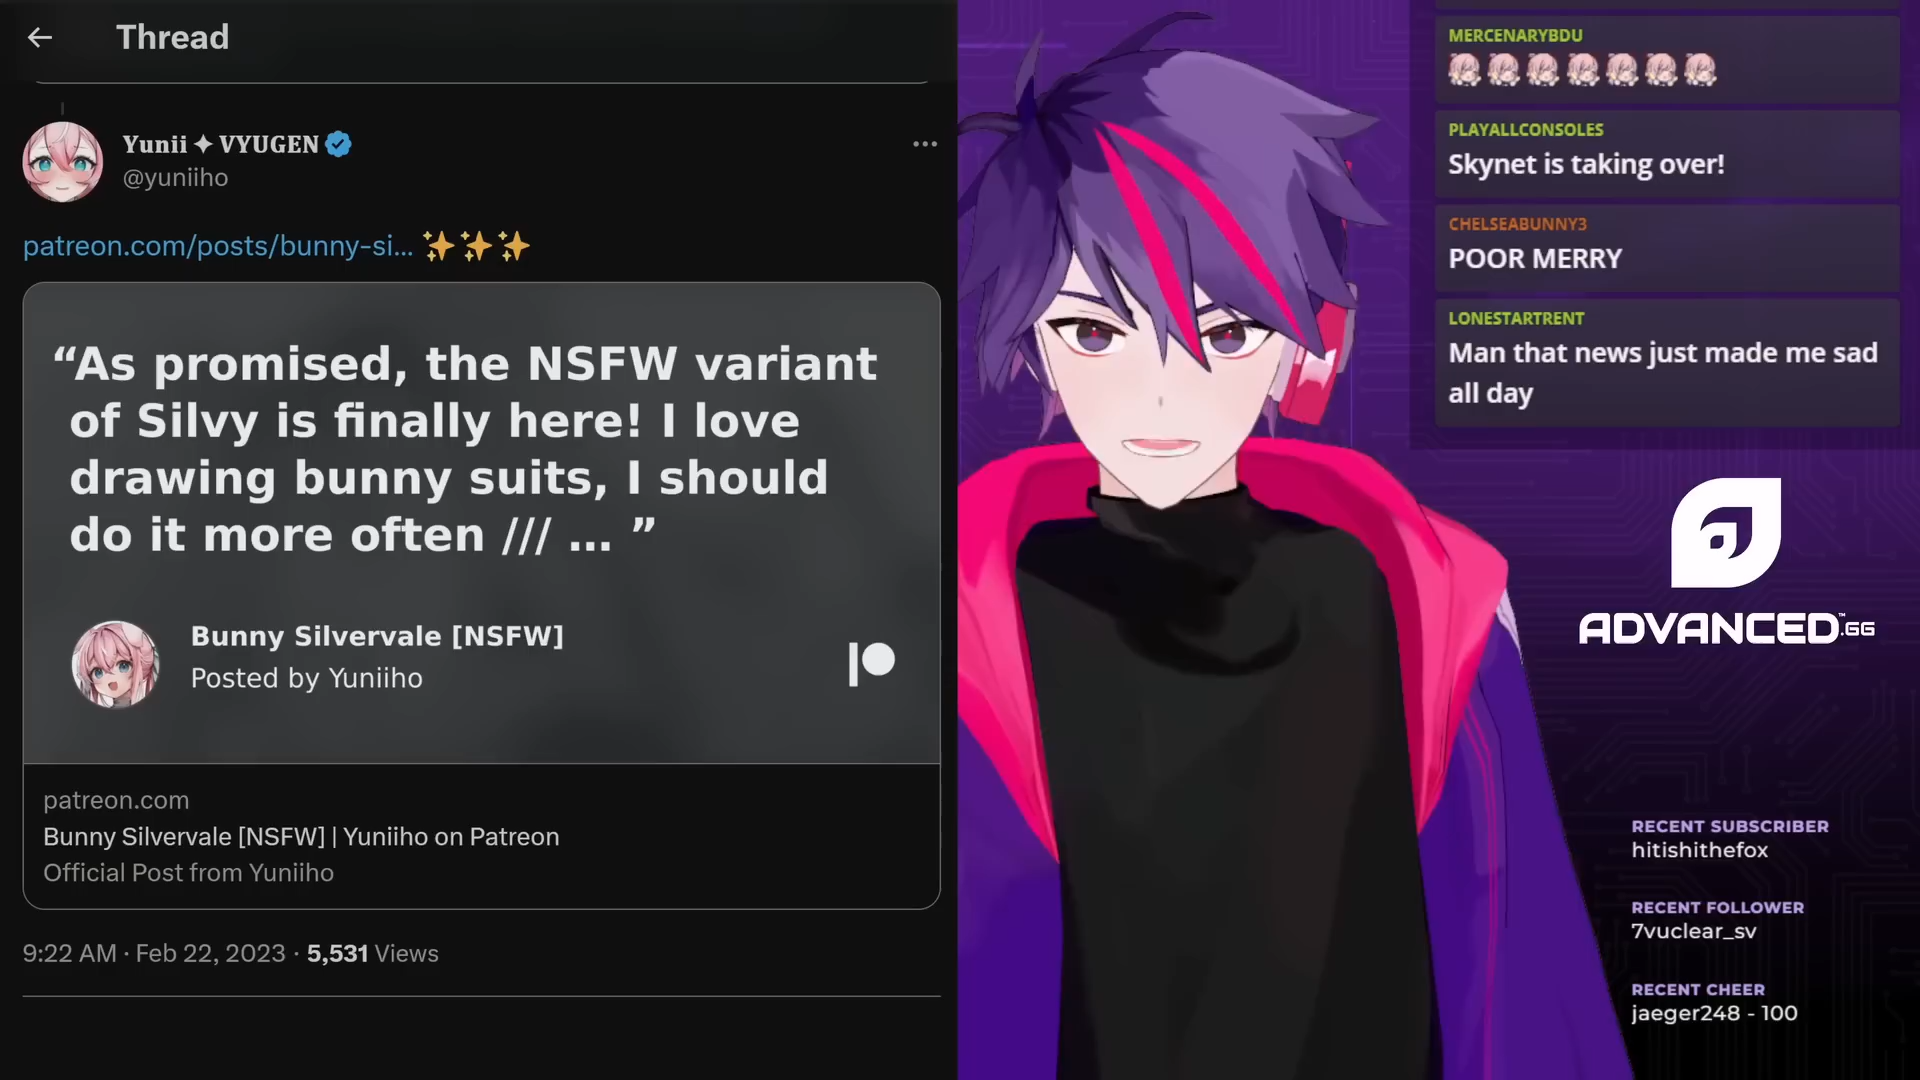 Thread
Yunii ✦ VYUGEN
@yuniiho
patreon.com/posts/bunny-si... ✨✨✨
“As promised, the NSFW variant
of Silvy is finally here! I love
drawing bunny suits, I should
do it more often /// ... ”
Bunny Silvervale [NSFW]
Posted by Yuniiho
patreon.com
Bunny Silvervale [NSFW] | Yuniiho on Patreon
Official Post from Yuniiho
9:22 AM · Feb 22, 2023 · 5,531 Views
MERCENARYBDU
PLAYALLCONSOLES
Skynet is taking over!
CHELSEABUNNY3
POOR MERRY
LONESTARTRENT
Man that news just made me sad
all day
ADVANCED™.GG
RECENT SUBSCRIBER
hitishithefox
RECENT FOLLOWER
7vuclear_sv
RECENT CHEER
jaeger248 - 100